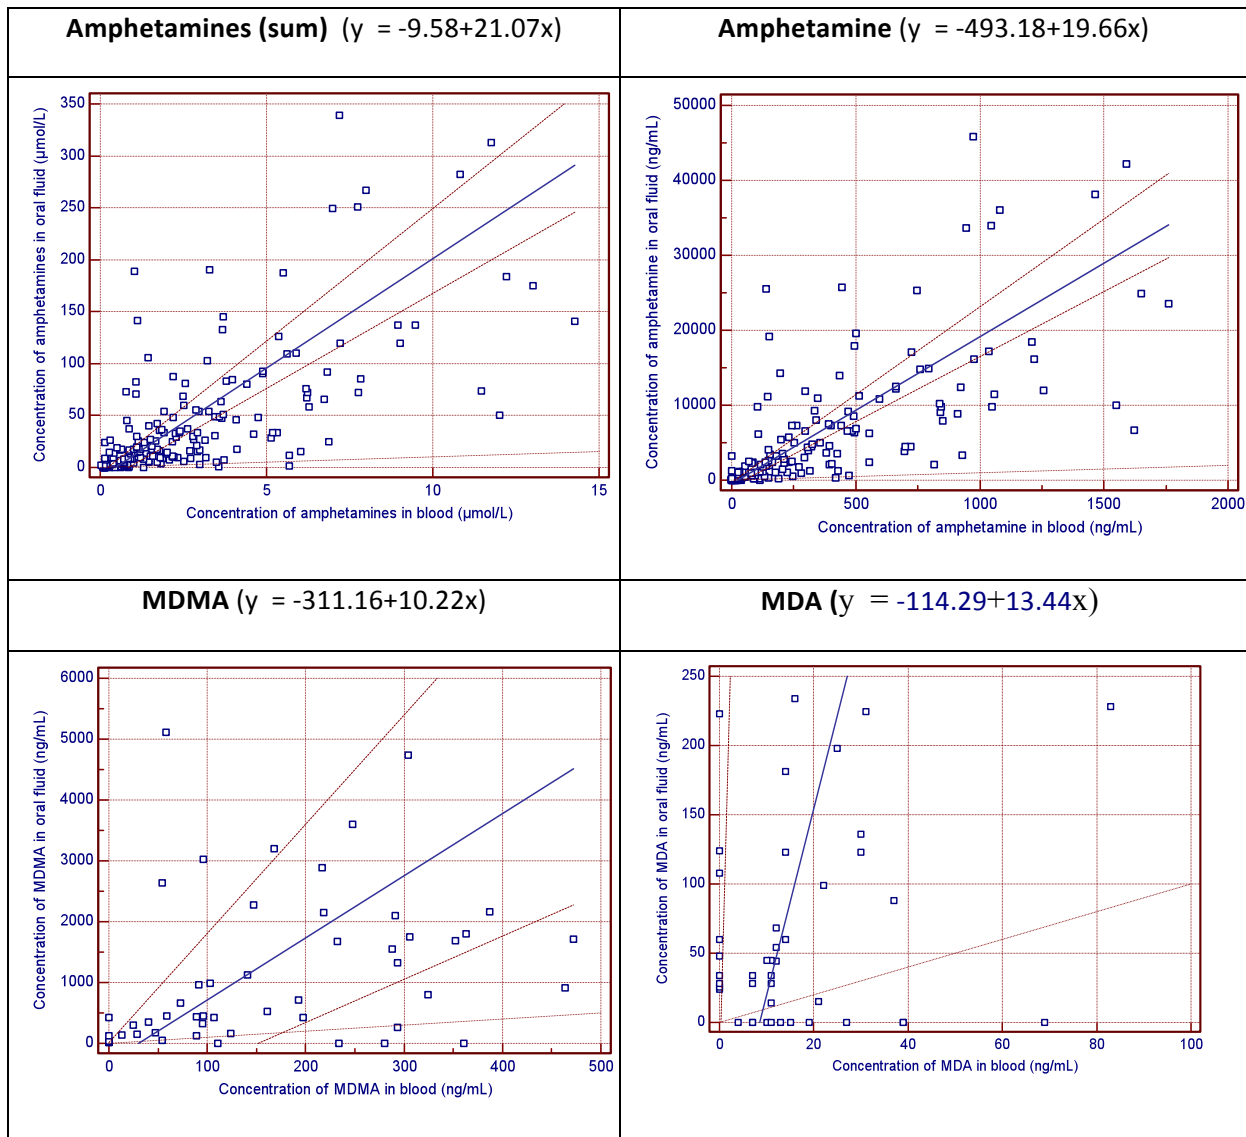 Amphetamines (sum) (y = -9.58+21.07x)
Amphetamine (y = -493.18+19.66x)
350
300
250
200
150
100
50
0
Concentration of amphetamines in oral fluid (µmol/L)
0 5 10 15
Concentration of amphetamines in blood (µmol/L)
50000
40000
30000
20000
10000
0
Concentration of amphetamine in oral fluid (ng/mL)
0 500 1000 1500 2000
Concentration of amphetamine in blood (ng/mL)
MDMA (y = -311.16+10.22x)
MDA (y = -114.29+13.44x)
6000
5000
4000
3000
2000
1000
0
Concentration of MDMA in oral fluid (ng/mL)
0 100 200 300 400 500
Concentration of MDMA in blood (ng/mL)
250
200
150
100
50
0
Concentration of MDA in oral fluid (ng/mL)
0 20 40 60 80 100
Concentration of MDA in blood (ng/mL)